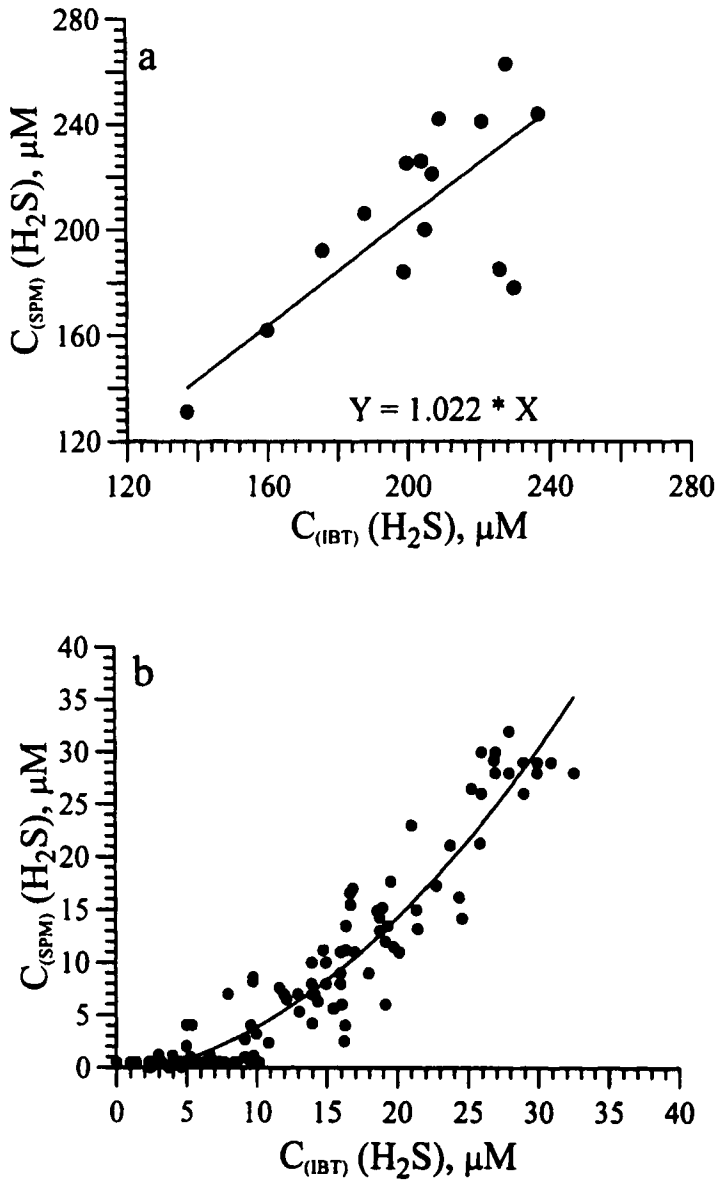 a
280
240
200
160
120
C(SPM) (H₂S), μM
Y = 1.022 * X
120 160 200 240 280
C(IBT) (H₂S), μM
b
40
35
30
25
20
15
10
5
0
C(SPM) (H₂S), μM
0 5 10 15 20 25 30 35 40
C(IBT) (H₂S), μM